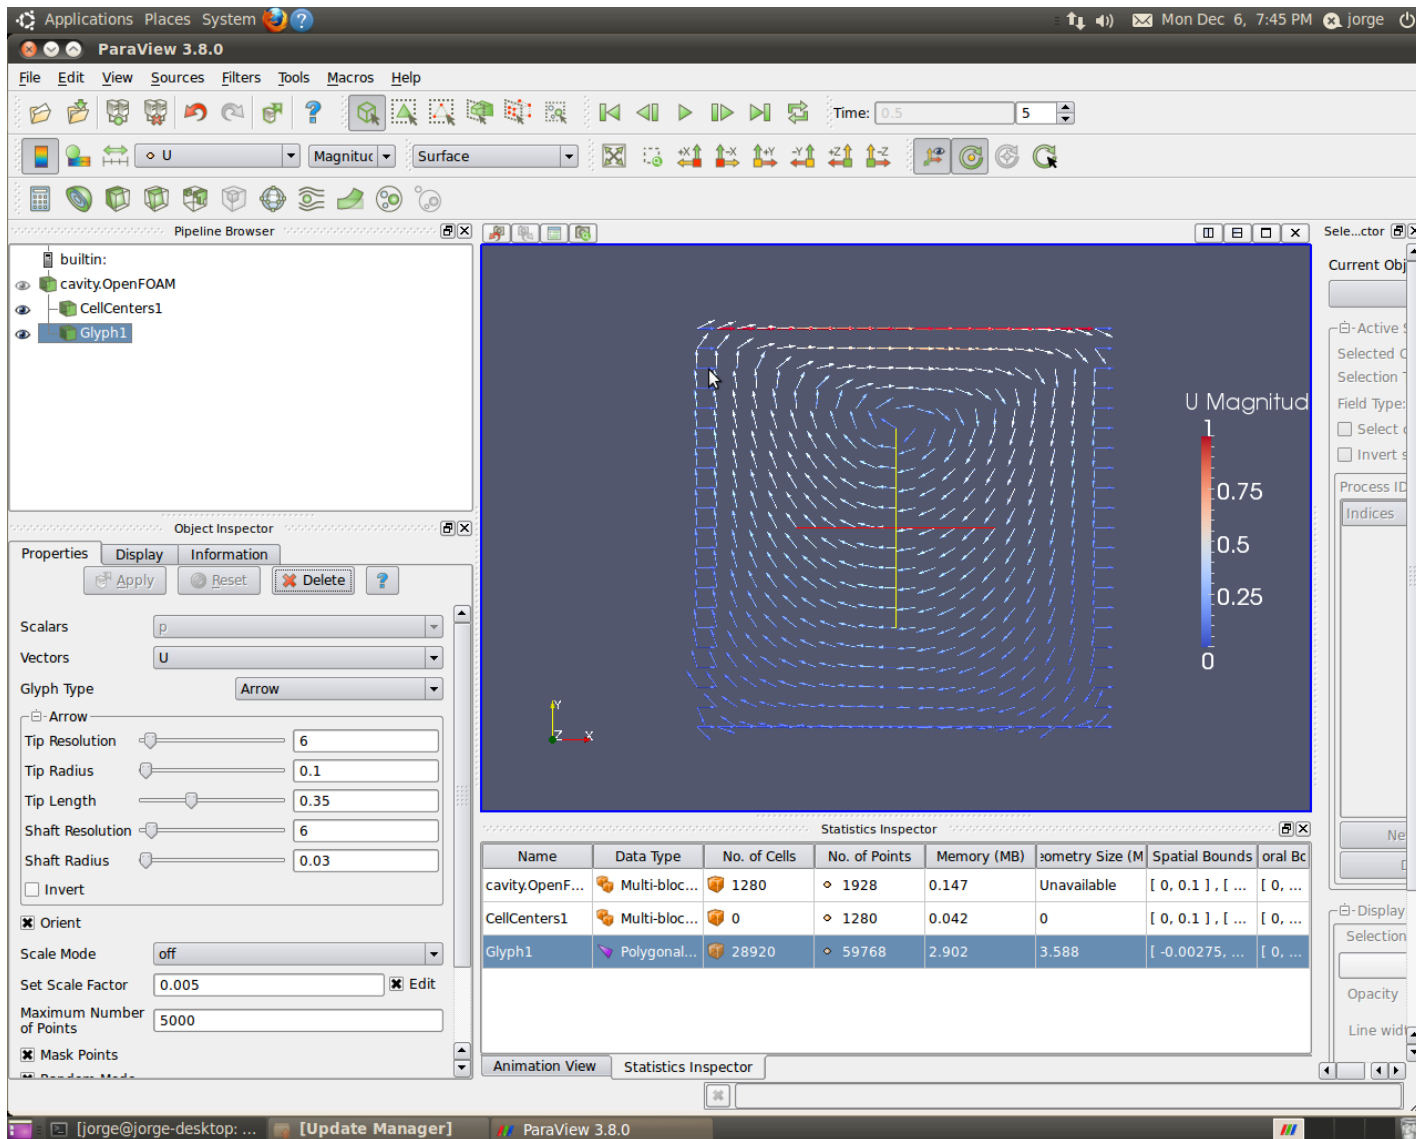 Applications Places System
Mon Dec 6, 7:45 PM jorge
ParaView 3.8.0
File Edit View Sources Filters Tools Macros Help
Time: 0.5 5
U Magnituc Surface
+X -X +Y -Y +Z -Z
Pipeline Browser
builtin:
cavity.OpenFOAM
CellCenters1
Glyph1
Object Inspector
Properties Display Information
Apply Reset Delete ?
Scalars p
Vectors U
Glyph Type Arrow
Arrow
Tip Resolution 6
Tip Radius 0.1
Tip Length 0.35
Shaft Resolution 6
Shaft Radius 0.03
Invert
Orient
Scale Mode off
Set Scale Factor 0.005 Edit
Maximum Number
of Points 5000
Mask Points
U Magnitud
1
0.75
0.5
0.25
0
Y
Z X
Statistics Inspector
Name Data Type No. of Cells No. of Points Memory (MB) eometry Size (M Spatial Bounds oral Bc
cavity.OpenF... Multi-bloc... 1280 1928 0.147 Unavailable [ 0, 0.1 ] , [ ... [ 0, ...
CellCenters1 Multi-bloc... 0 1280 0.042 0 [ 0, 0.1 ] , [ ... [ 0, ...
Glyph1 Polygonal... 28920 59768 2.902 3.588 [ -0.00275, ... [ 0, ...
Animation View Statistics Inspector
Sele...ctor
Current Obj
Active S
Selected C
Selection T
Field Type:
Select c
Invert s
Process ID
Indices
Ne
Display
Selection
Opacity
Line widt
[jorge@jorge-desktop: ... [Update Manager] ParaView 3.8.0